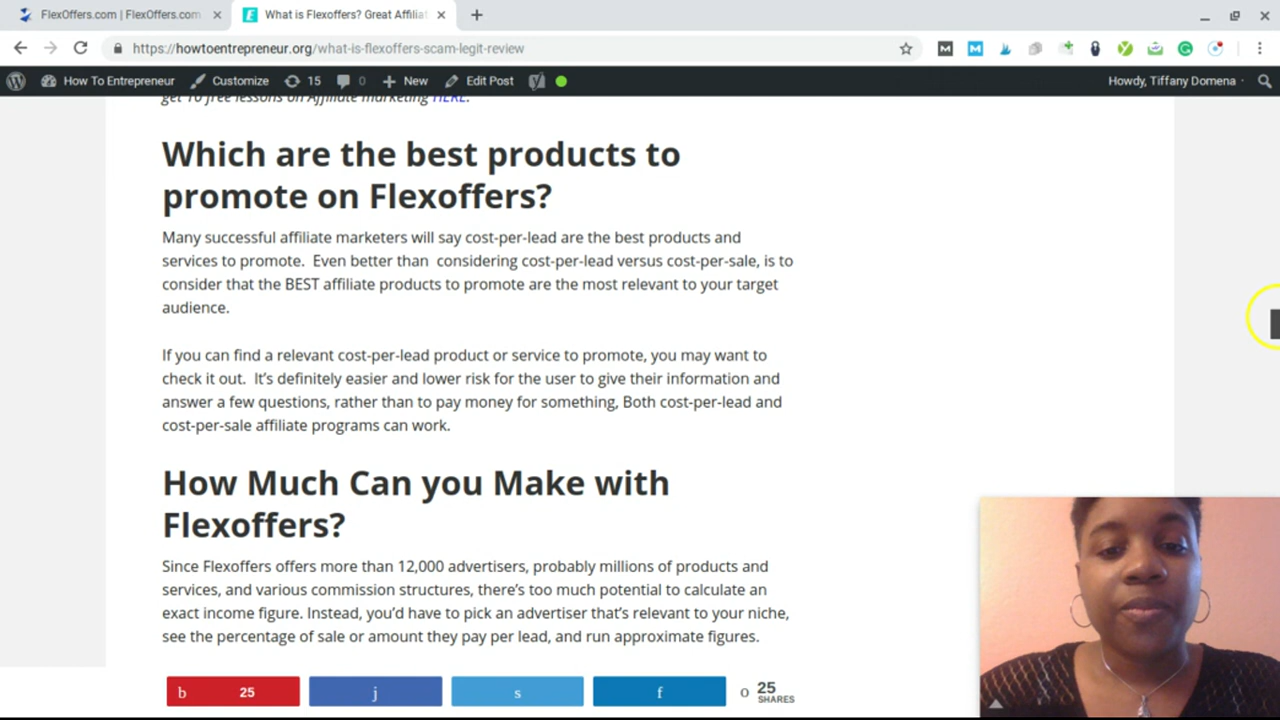 FlexOffers.com | FlexOffers.com
What is Flexoffers? Great Affilia
https://howtoentrepreneur.org/what-is-flexoffers-scam-legit-review
How To Entrepreneur Customize 15 0 New Edit Post Howdy, Tiffany Domena
get 10 free lessons on Affiliate marketing HERE.
Which are the best products to
promote on Flexoffers?
Many successful affiliate marketers will say cost-per-lead are the best products and
services to promote.  Even better than  considering cost-per-lead versus cost-per-sale, is to
consider that the BEST affiliate products to promote are the most relevant to your target
audience.
If you can find a relevant cost-per-lead product or service to promote, you may want to
check it out.  It’s definitely easier and lower risk for the user to give their information and
answer a few questions, rather than to pay money for something, Both cost-per-lead and
cost-per-sale affiliate programs can work.
How Much Can you Make with
Flexoffers?
Since Flexoffers offers more than 12,000 advertisers, probably millions of products and
services, and various commission structures, there’s too much potential to calculate an
exact income figure. Instead, you’d have to pick an advertiser that’s relevant to your niche,
see the percentage of sale or amount they pay per lead, and run approximate figures.
b 25 j s f o 25
SHARES